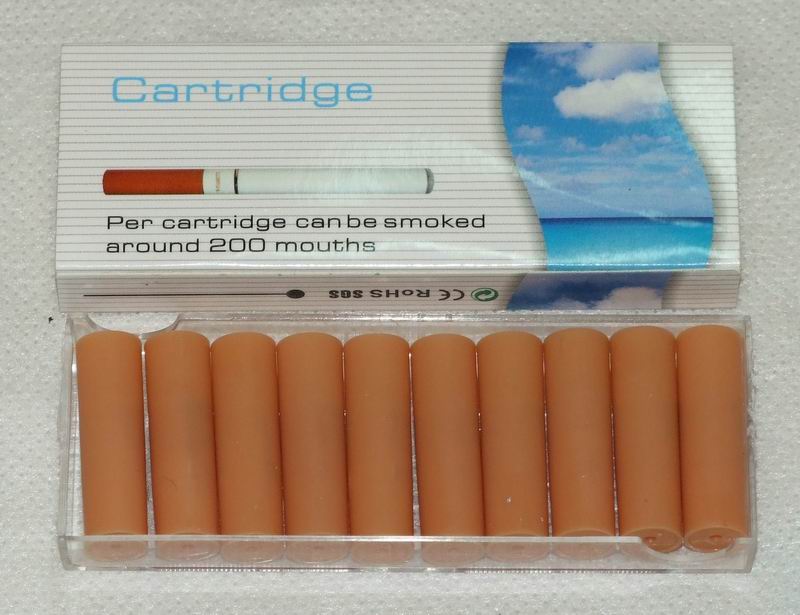 Cartridge
Per cartridge can be smoked
around 200 mouths
CE RoHS SGS